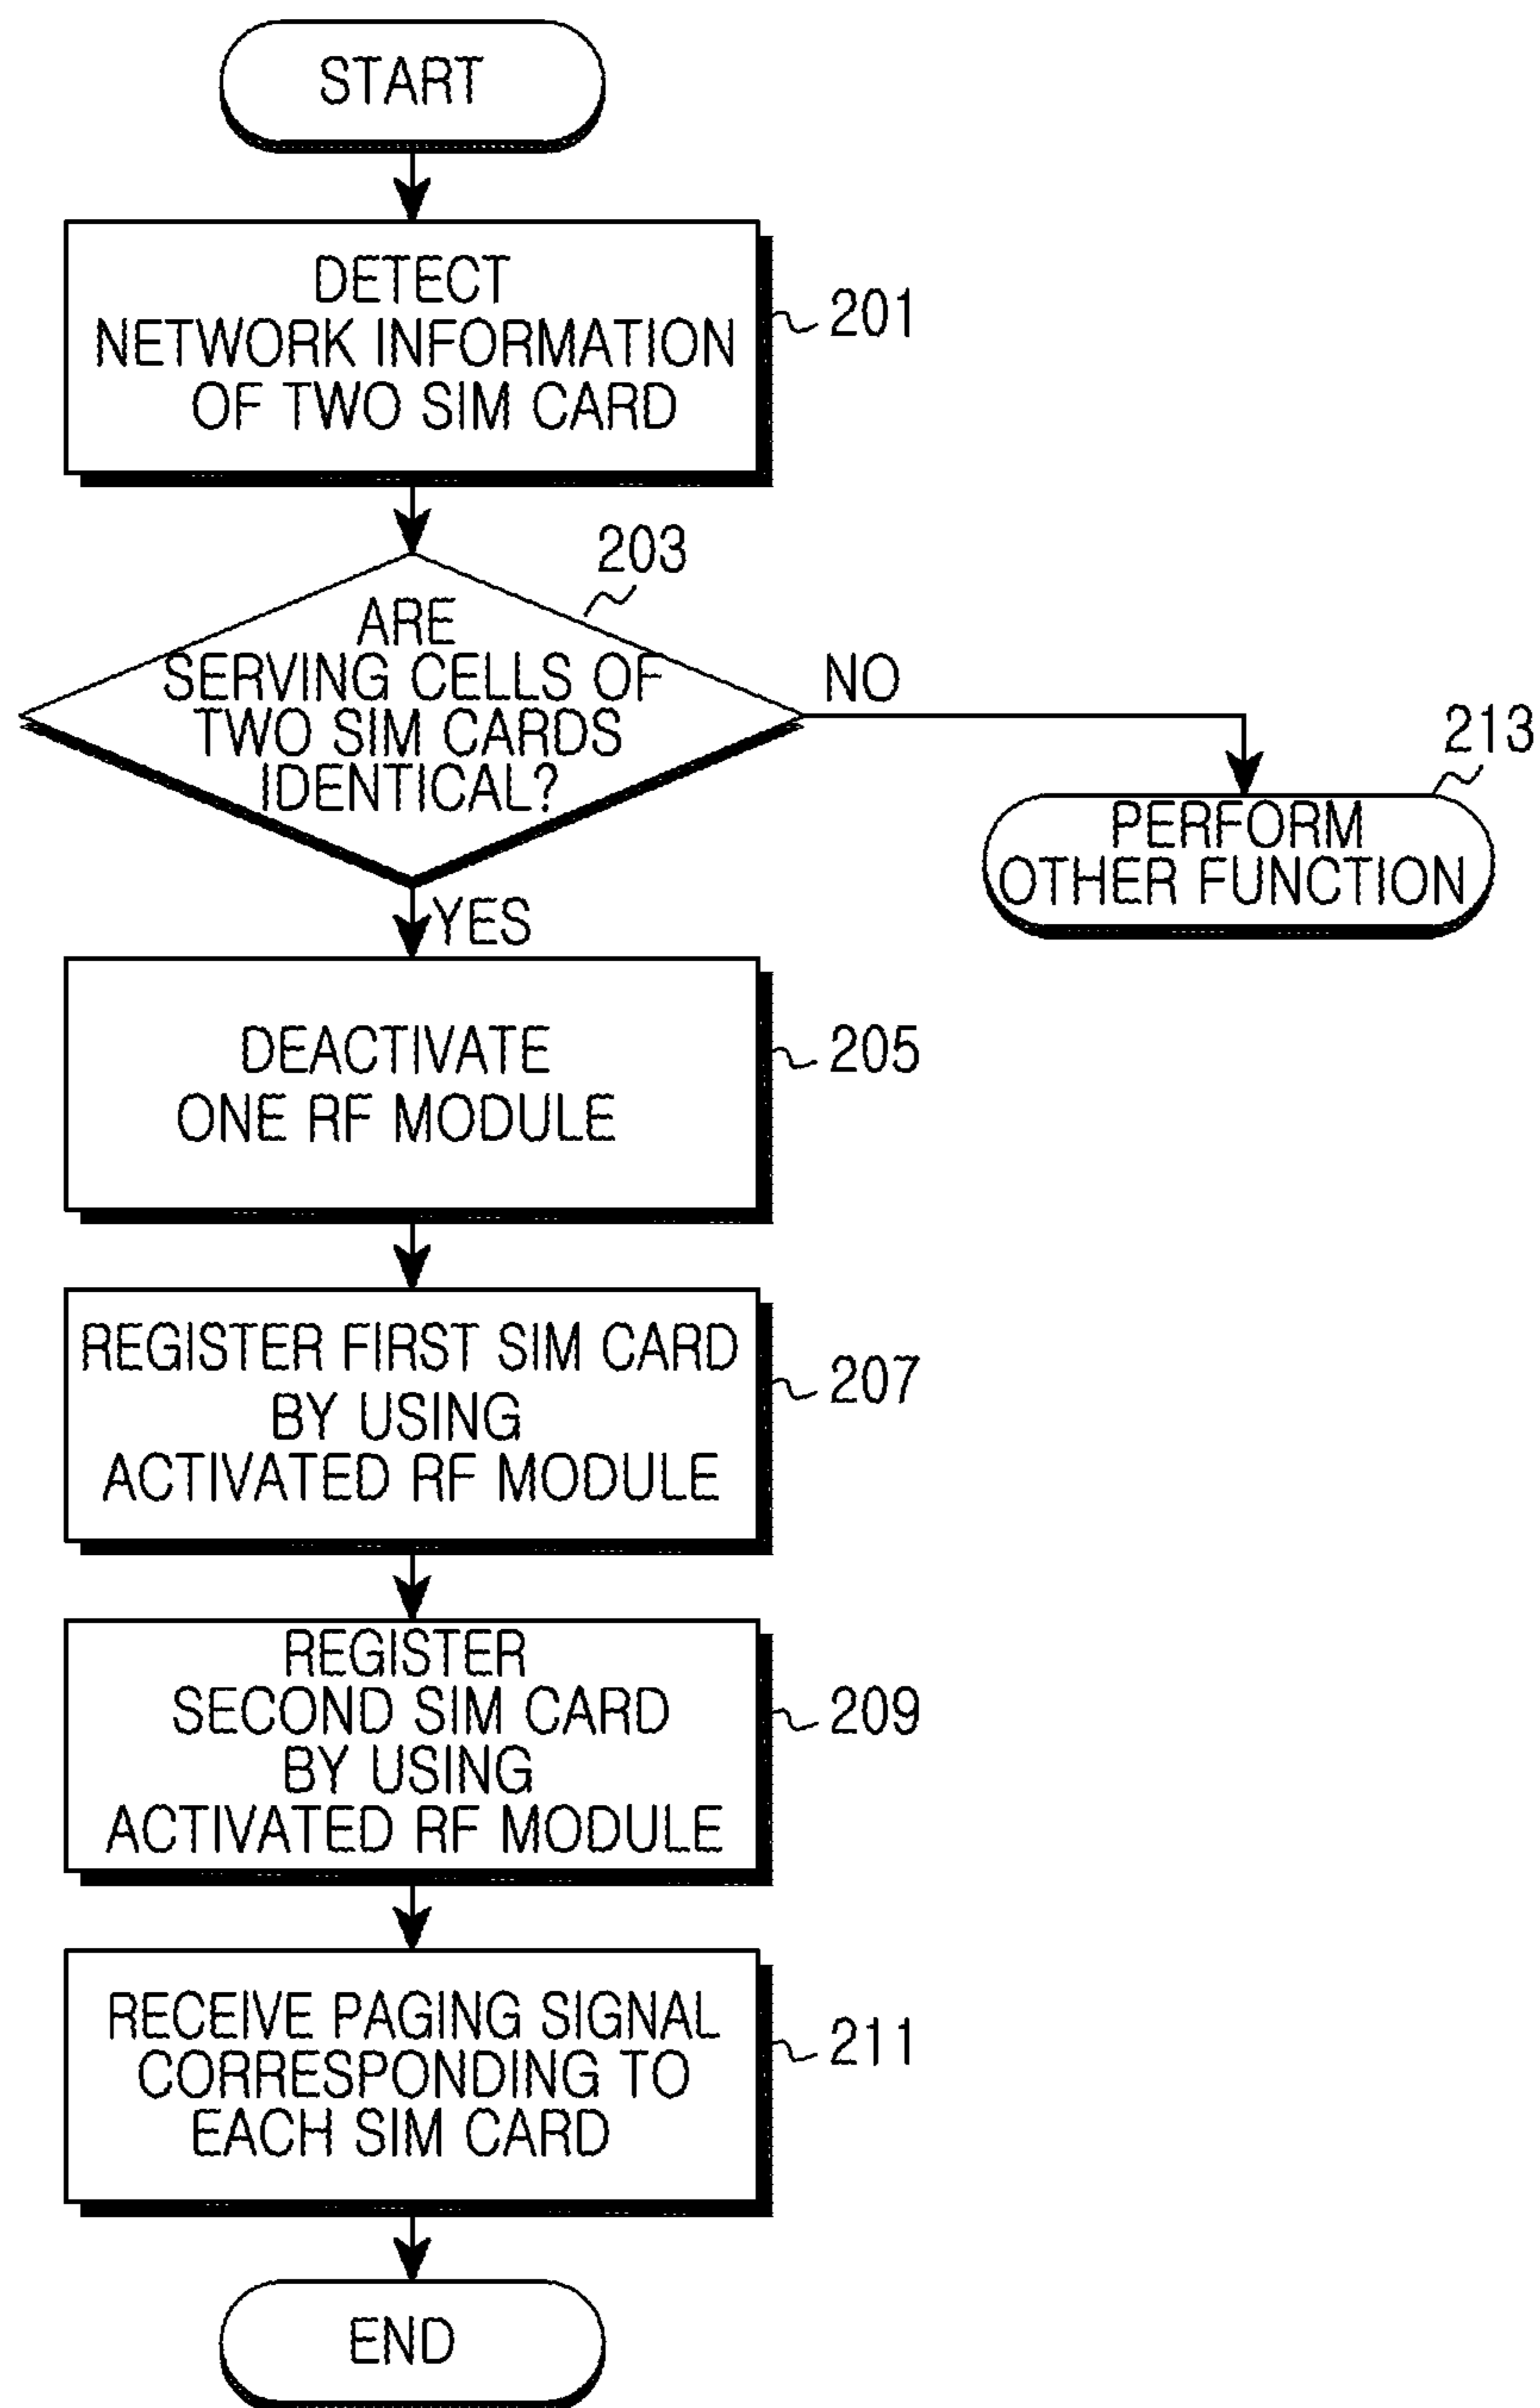 START
DETECT
NETWORK INFORMATION
OF TWO SIM CARD
201
203
ARE
SERVING CELLS OF
TWO SIM CARDS
IDENTICAL?
NO
213
PERFORM
OTHER FUNCTION
YES
DEACTIVATE
ONE RF MODULE
205
REGISTER FIRST SIM CARD
BY USING
ACTIVATED RF MODULE
207
REGISTER
SECOND SIM CARD
BY USING
ACTIVATED RF MODULE
209
RECEIVE PAGING SIGNAL
CORRESPONDING TO
EACH SIM CARD
211
END